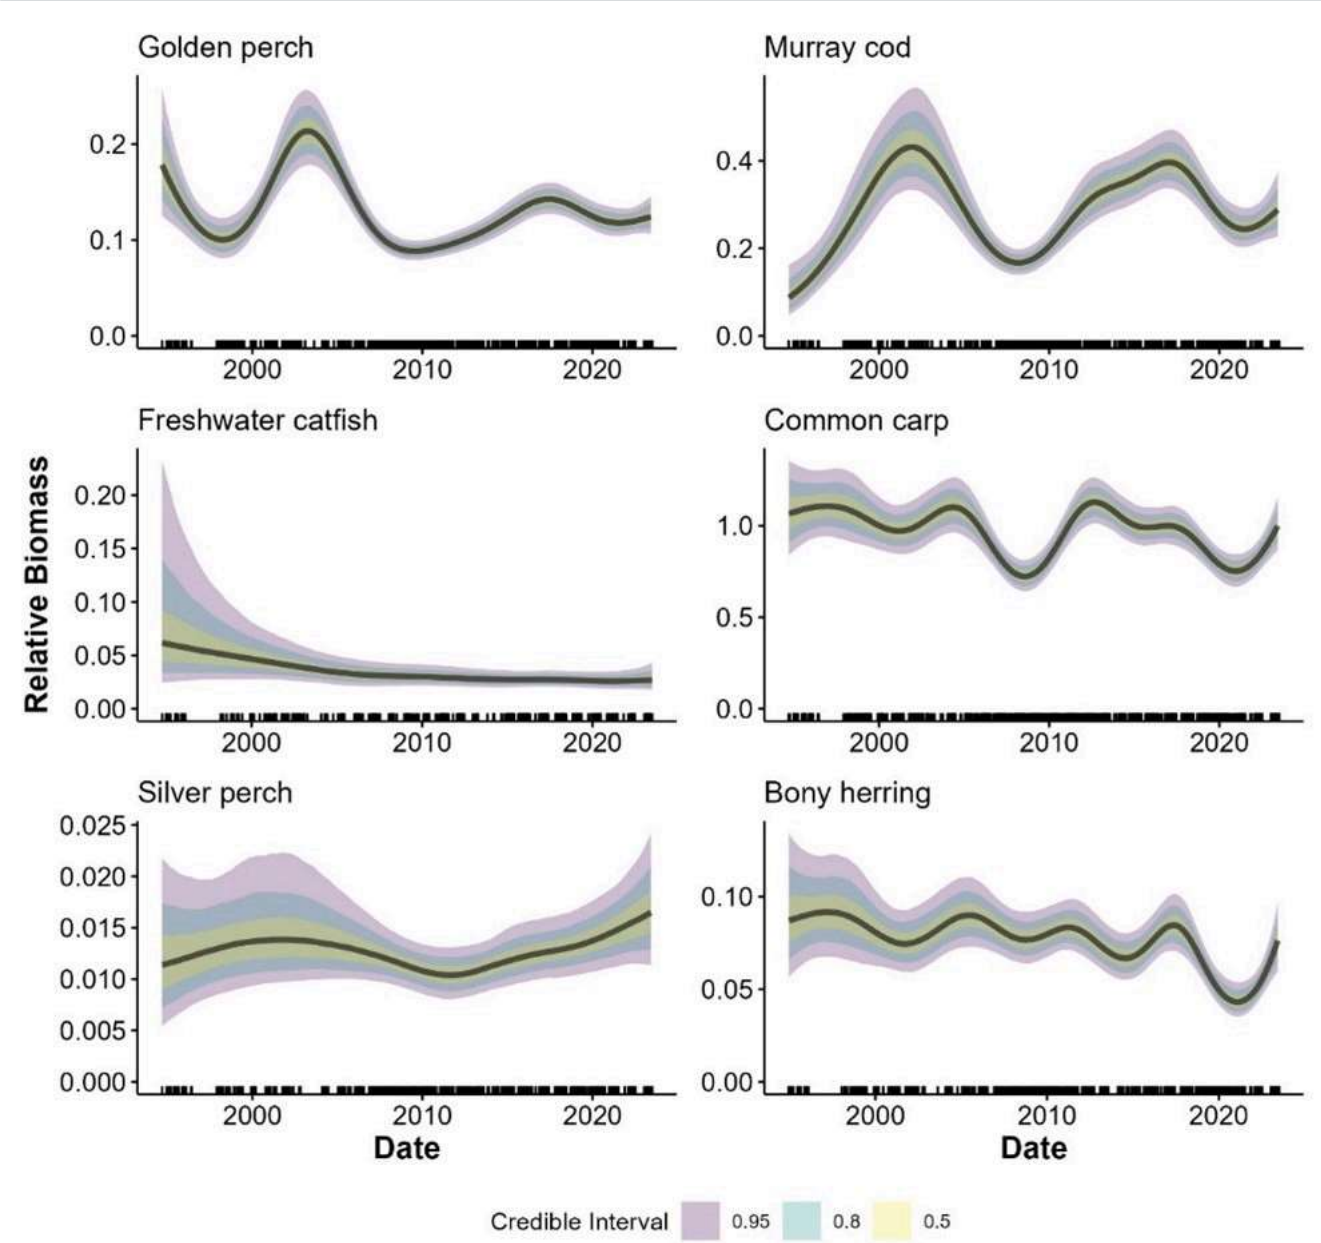 Golden perch
Murray cod
0.2
0.1
0.0
2000 2010 2020
0.4
0.2
0.0
2000 2010 2020
Freshwater catfish
Common carp
Relative Biomass
0.20
0.15
0.10
0.05
0.00
2000 2010 2020
1.0
0.5
0.0
2000 2010 2020
Silver perch
Bony herring
0.025
0.020
0.015
0.010
0.005
0.000
2000 2010 2020
Date
0.10
0.05
0.00
2000 2010 2020
Date
Credible Interval 0.95 0.8 0.5